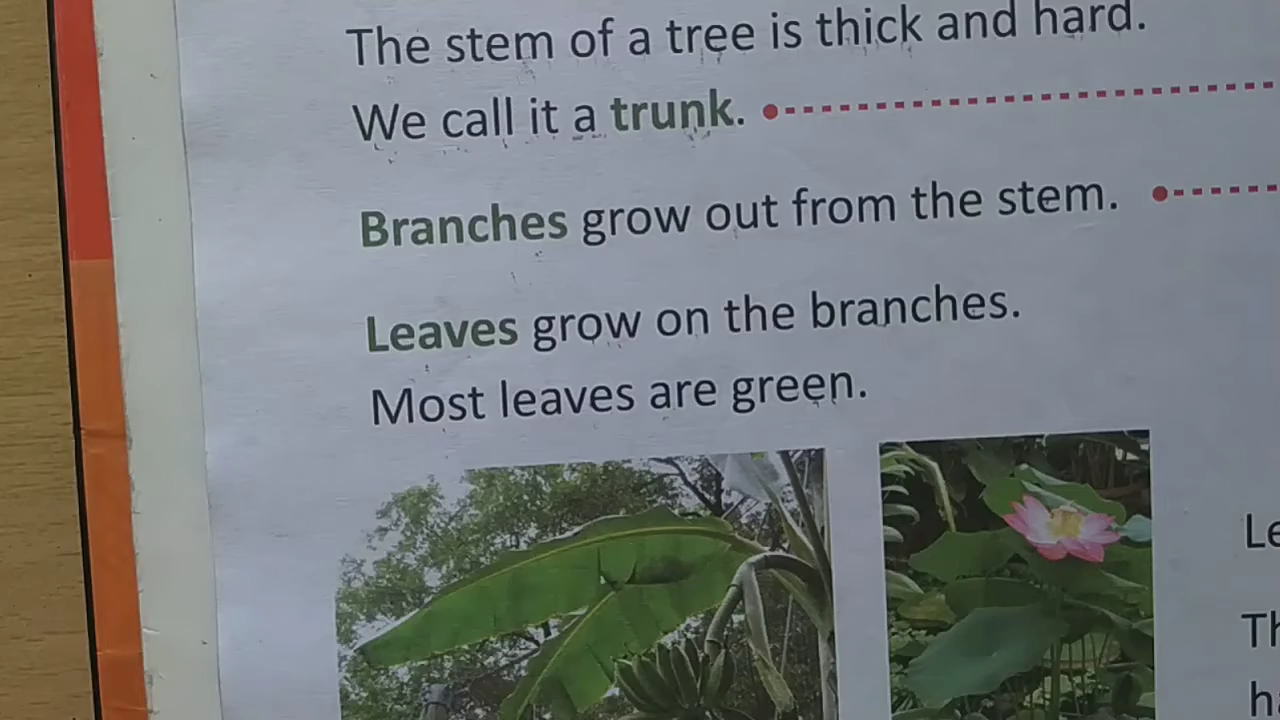 The stem of a tree is thick and hard.
We call it a trunk.
Branches grow out from the stem.
Leaves grow on the branches.
Most leaves are green.